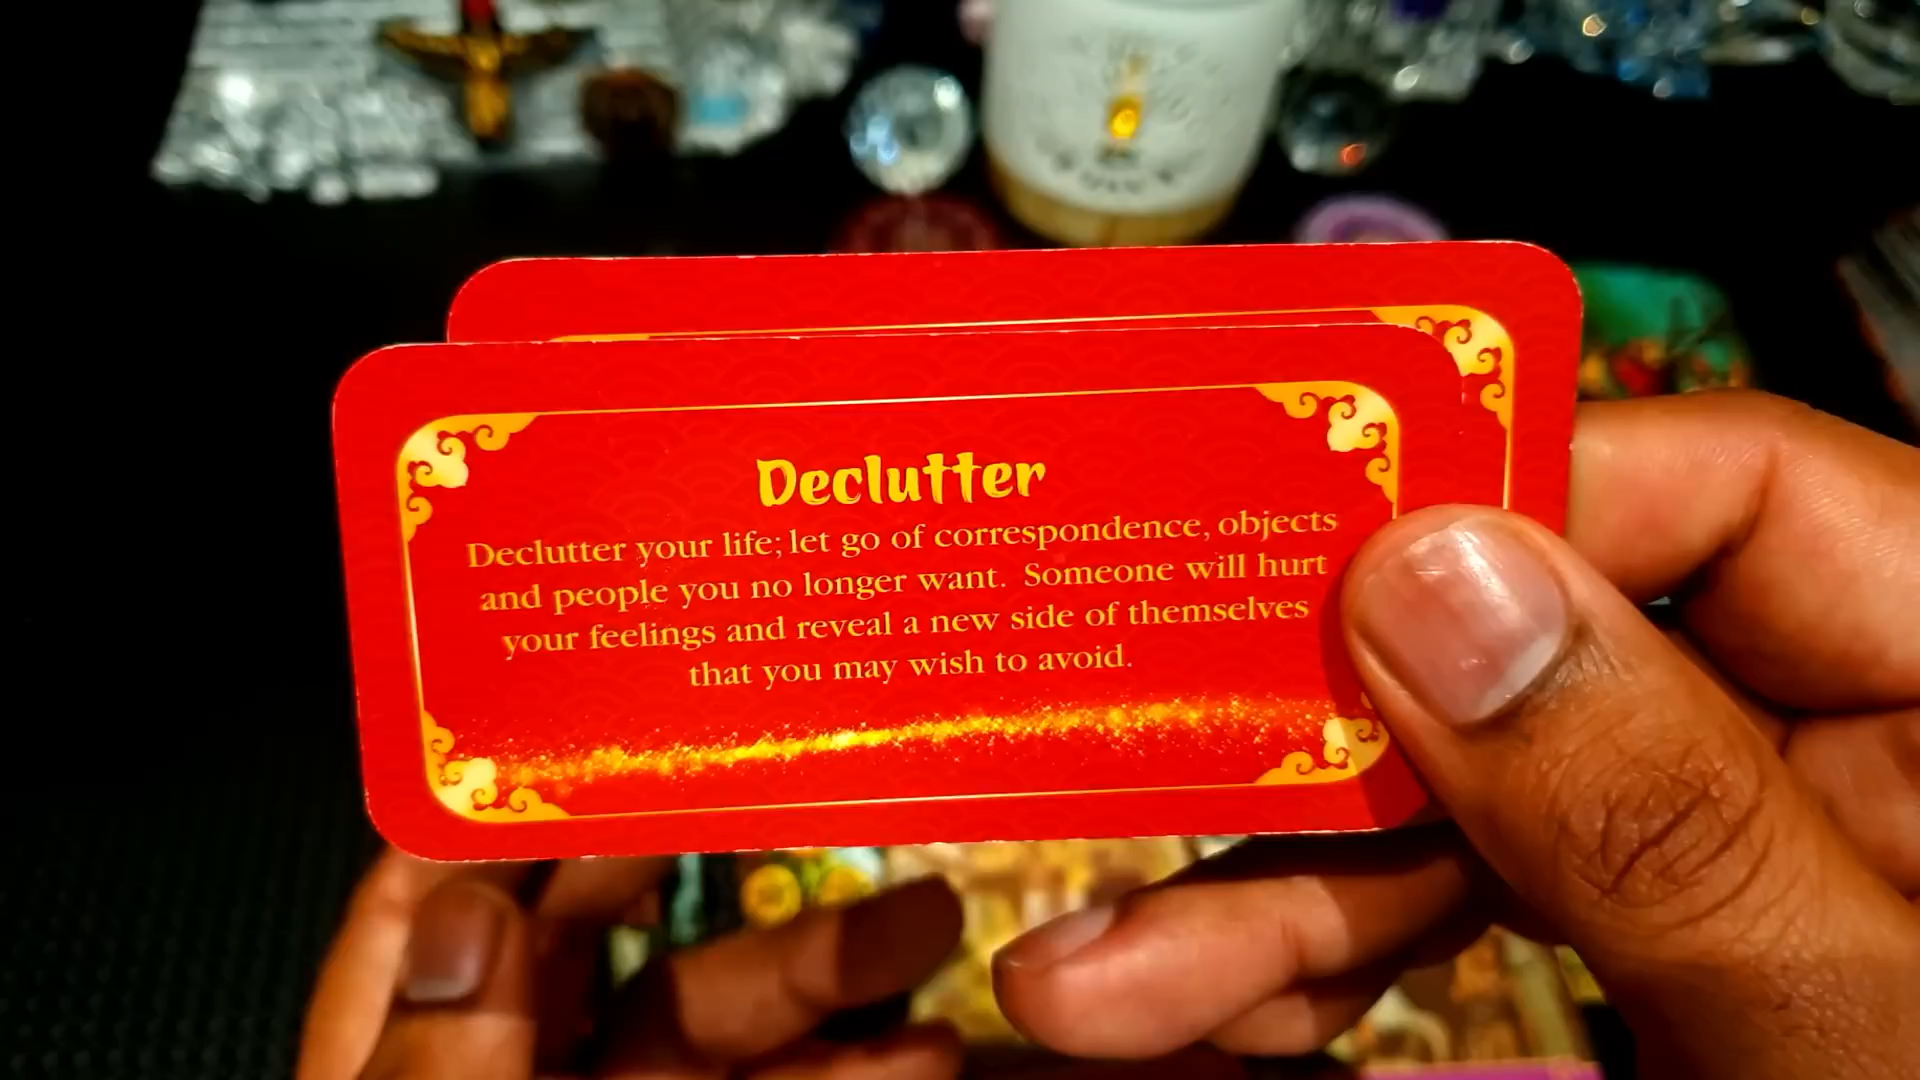 Declutter
Declutter your life; let go of correspondence, objects
and people you no longer want. Someone will hurt
your feelings and reveal a new side of themselves
that you may wish to avoid.